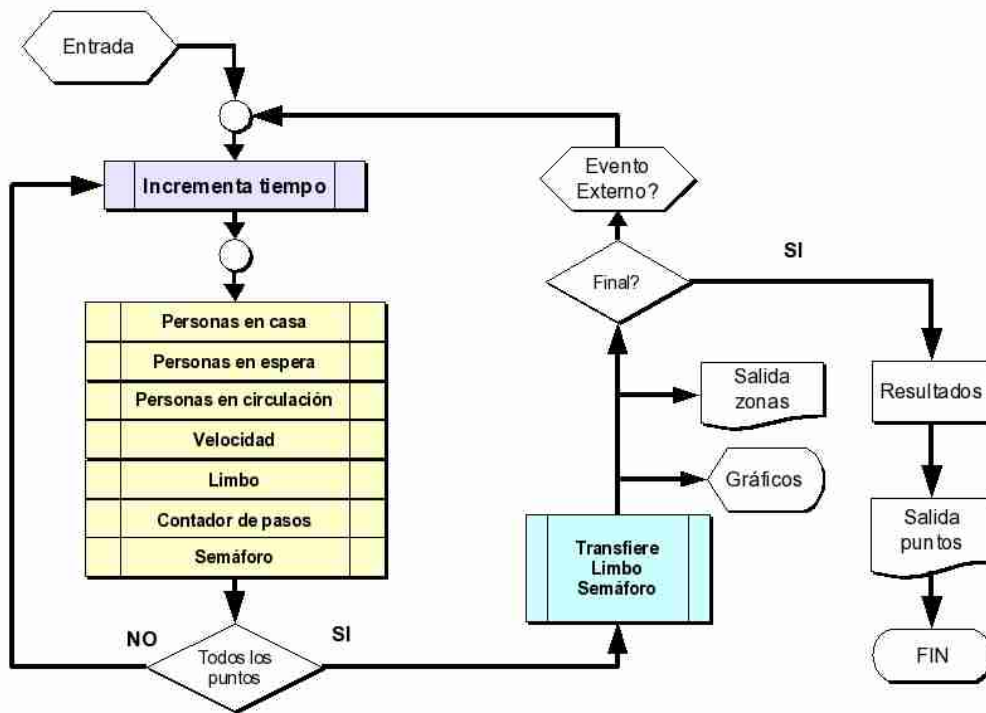 Entrada
Incrementa tiempo
Personas en casa
Personas en espera
Personas en circulación
Velocidad
Limbo
Contador de pasos
Semáforo
NO
Todos los
puntos
SI
Transfiere
Limbo
Semáforo
Gráficos
Salida
zonas
Final?
Evento
Externo?
SI
Resultados
Salida
puntos
FIN